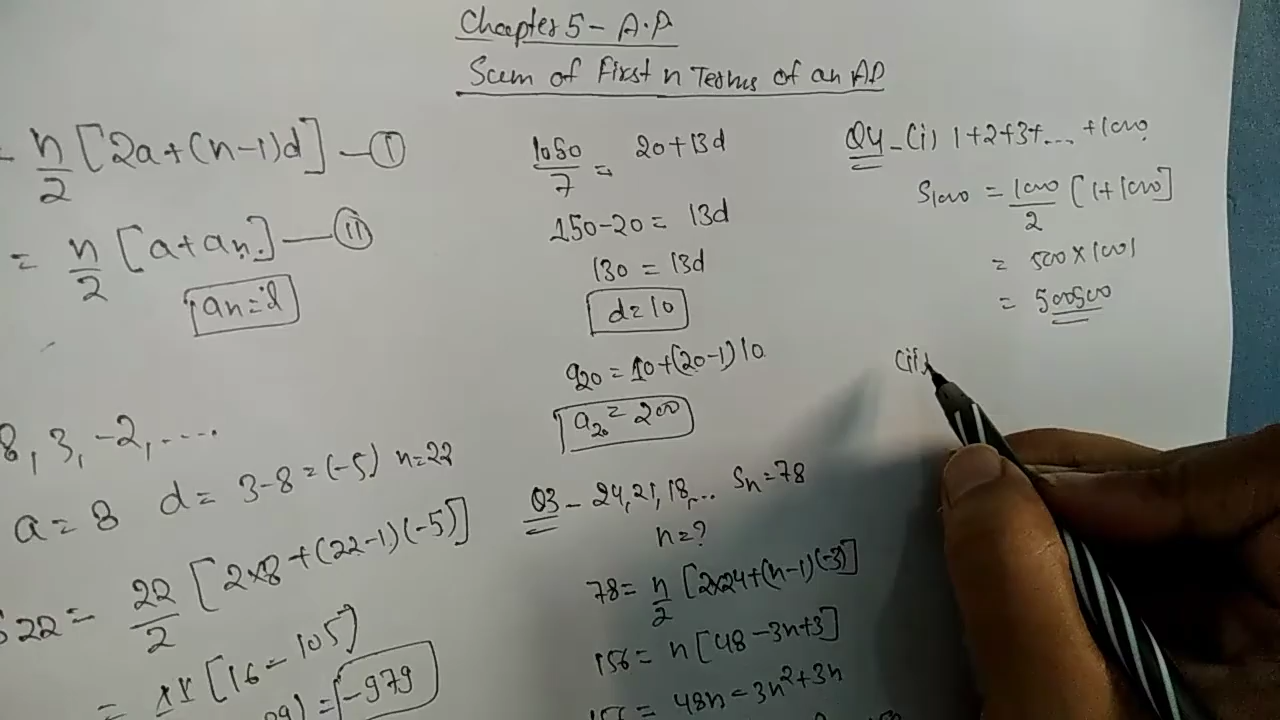 Chapter 5 - A.P
Sum of First n Terms of an AP
n/2 [2a+(n-1)d] — (I)
= n/2 [a+an] — (II)
an=l
8, 3, -2, ....
a = 8 d = 3-8 = (-5) n=22
S22 = 22/2 [2×8+(22-1)(-5)]
= 11 [16-105]
= -979
1050/7 = 20+13d
150-20 = 13d
130 = 13d
d=10
a20 = 10+(20-1)10
a20 = 200
Q3 - 24, 21, 18, ... Sn=78
n=?
78 = n/2 [2×24+(n-1)(-3)]
156 = n[48-3n+3]
156 = 48n-3n²+3n
Q4 - (i) 1+2+3+... +1000
S1000 = 1000/2 [1+1000]
= 500×1001
= 500500
(ii)